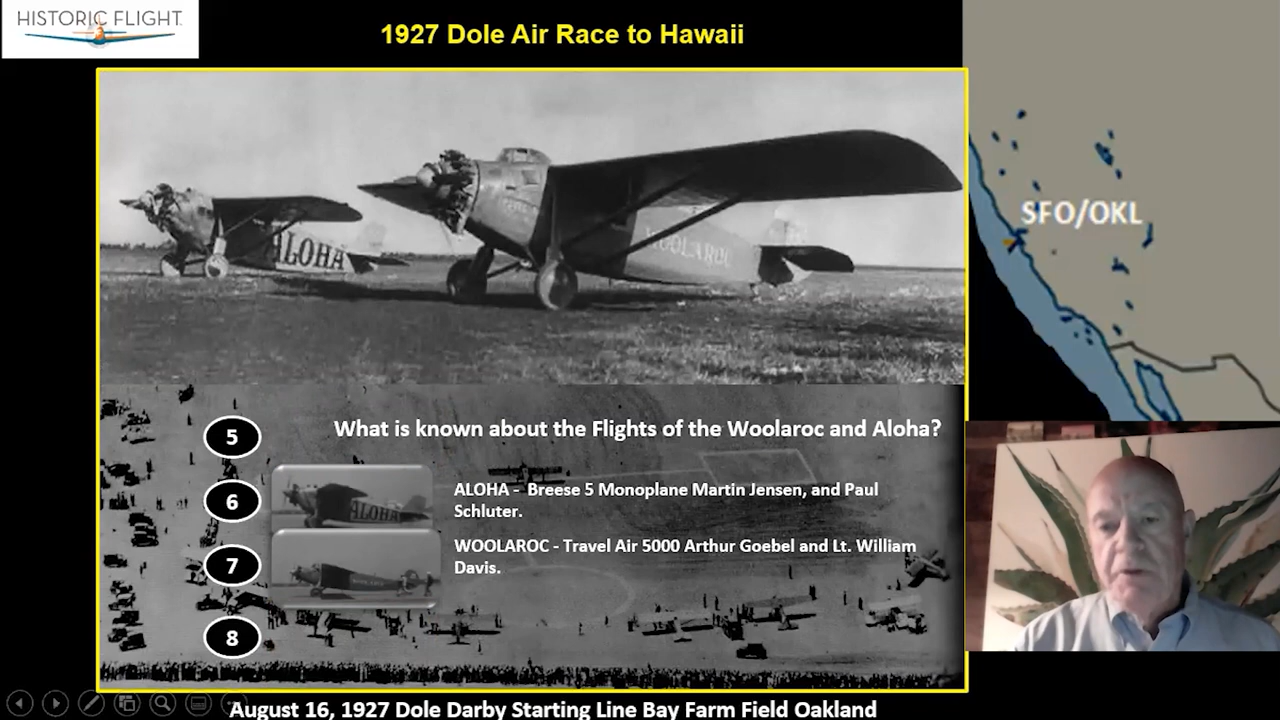 HISTORIC FLIGHT
1927 Dole Air Race to Hawaii
ALOHA
WOOLAROC
SFO/OKL
5
What is known about the Flights of the Woolaroc and Aloha?
6
ALOHA
ALOHA - Breese 5 Monoplane Martin Jensen, and Paul
Schluter.
7
WOOLAROC - Travel Air 5000 Arthur Goebel and Lt. William
Davis.
8
August 16, 1927 Dole Darby Starting Line Bay Farm Field Oakland